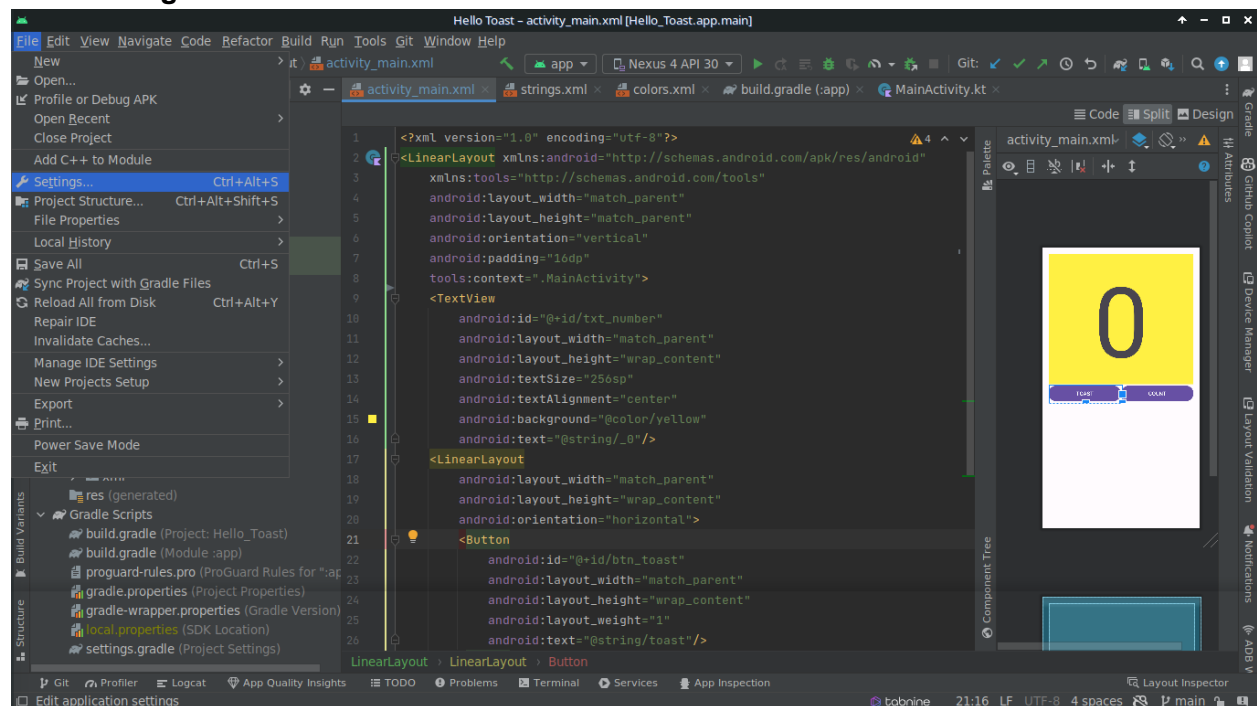 Hello Toast – activity_main.xml [Hello_Toast.app.main]
File Edit View Navigate Code Refactor Build Run Tools Git Window Help
activity_main.xml app Nexus 4 API 30 Git:
New
Open...
Profile or Debug APK
Open Recent
Close Project
Add C++ to Module
Settings... Ctrl+Alt+S
Project Structure... Ctrl+Alt+Shift+S
File Properties
Local History
Save All Ctrl+S
Sync Project with Gradle Files
Reload All from Disk Ctrl+Alt+Y
Repair IDE
Invalidate Caches...
Manage IDE Settings
New Projects Setup
Export
Print...
Power Save Mode
Exit
res (generated)
Gradle Scripts
build.gradle (Project: Hello_Toast)
build.gradle (Module :app)
proguard-rules.pro (ProGuard Rules for ":ap
gradle.properties (Project Properties)
gradle-wrapper.properties (Gradle Version)
local.properties (SDK Location)
settings.gradle (Project Settings)
Build Variants
Structure
activity_main.xml strings.xml colors.xml build.gradle (:app) MainActivity.kt
Code Split Design
1 <?xml version="1.0" encoding="utf-8"?> 4
2 <LinearLayout xmlns:android="http://schemas.android.com/apk/res/android"
3 xmlns:tools="http://schemas.android.com/tools"
4 android:layout_width="match_parent"
5 android:layout_height="match_parent"
6 android:orientation="vertical"
7 android:padding="16dp"
8 tools:context=".MainActivity">
9 <TextView
10 android:id="@+id/txt_number"
11 android:layout_width="match_parent"
12 android:layout_height="wrap_content"
13 android:textSize="256sp"
14 android:textAlignment="center"
15 android:background="@color/yellow"
16 android:text="@string/_0"/>
17 <LinearLayout
18 android:layout_width="match_parent"
19 android:layout_height="wrap_content"
20 android:orientation="horizontal">
21 <Button
22 android:id="@+id/btn_toast"
23 android:layout_width="match_parent"
24 android:layout_height="wrap_content"
25 android:layout_weight="1"
26 android:text="@string/toast"/>
LinearLayout › LinearLayout › Button
Palette
Component Tree
activity_main.xml
0
TOAST COUNT
Gradle
Attributes
GitHub Copilot
Device Manager
Layout Validation
Notifications
ADB
Git Profiler Logcat App Quality Insights TODO Problems Terminal Services App Inspection Layout Inspector
Edit application settings tabnine 21:16 LF UTF-8 4 spaces main